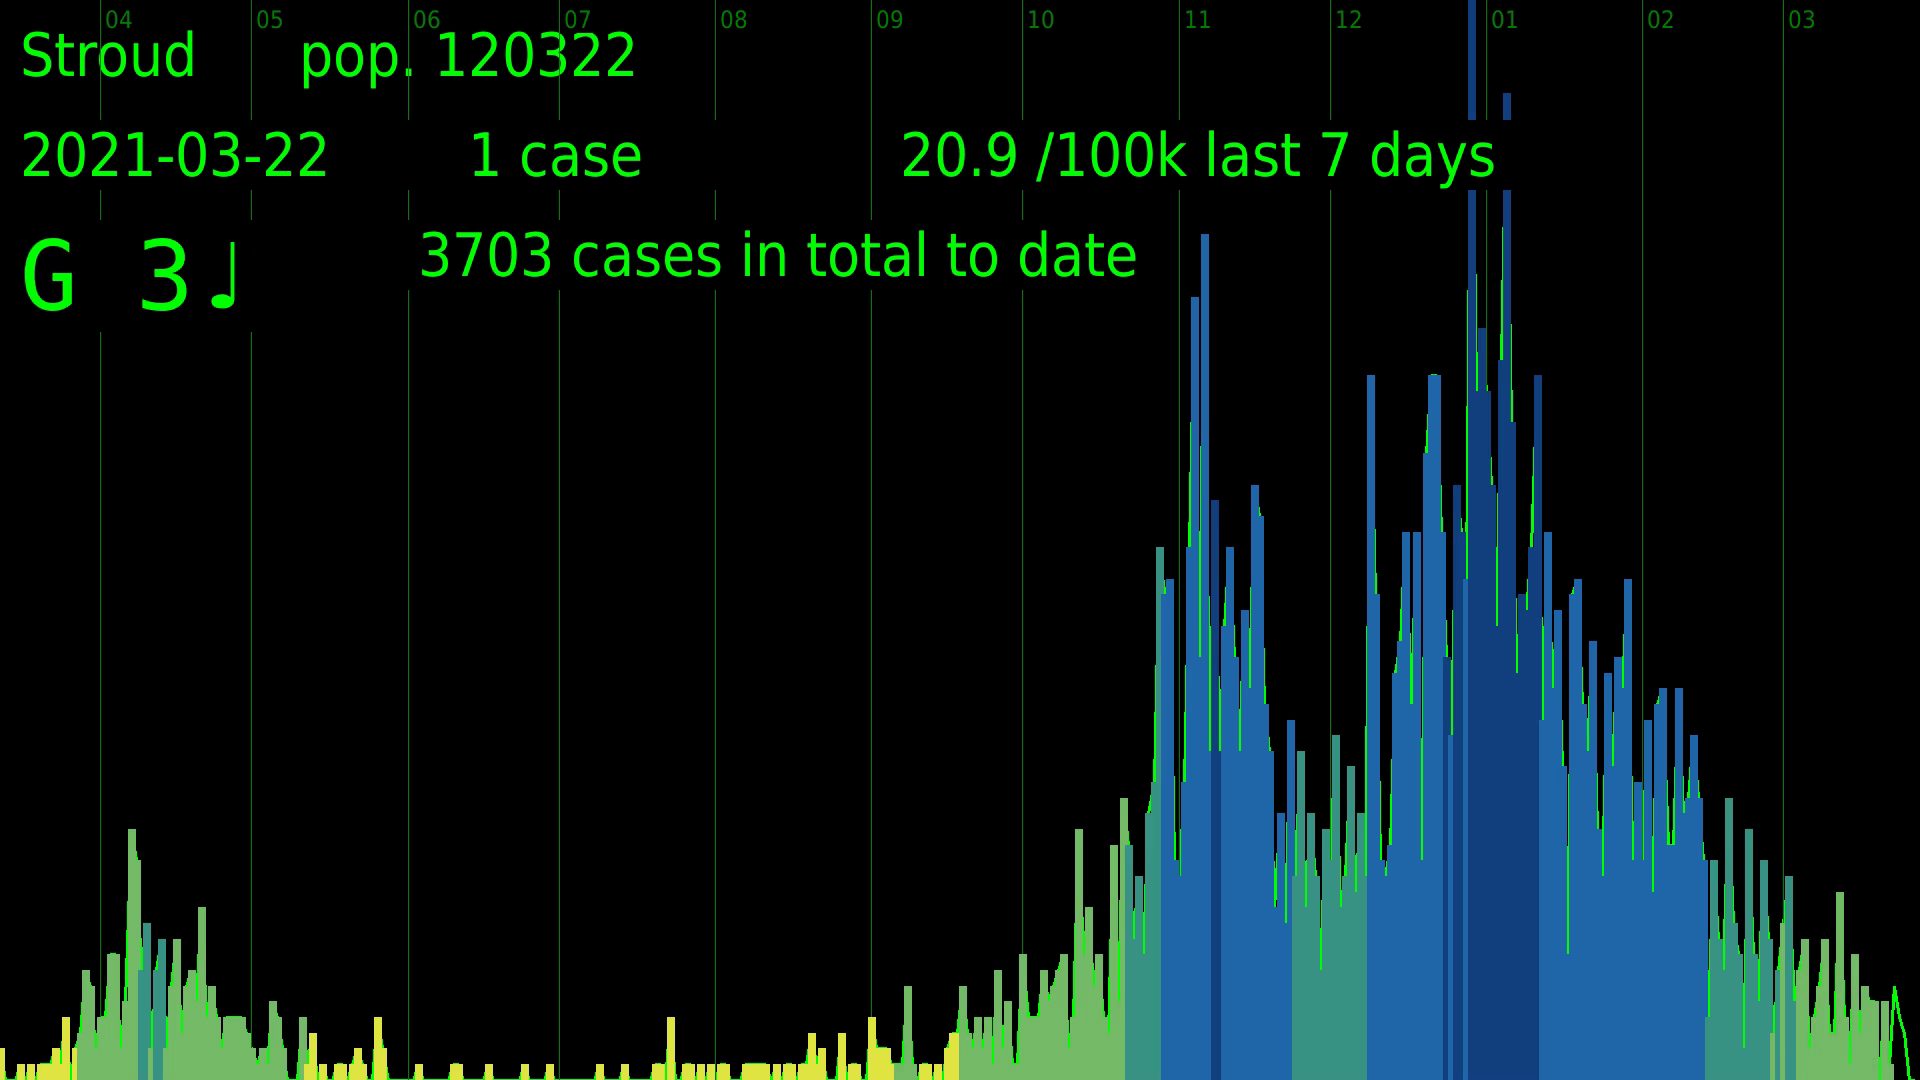 04 05 06 07 08 09 10 11 12 01 02 03
Stroud pop. 120322
2021-03-22 1 case 20.9 /100k last 7 days
G 3♩ 3703 cases in total to date